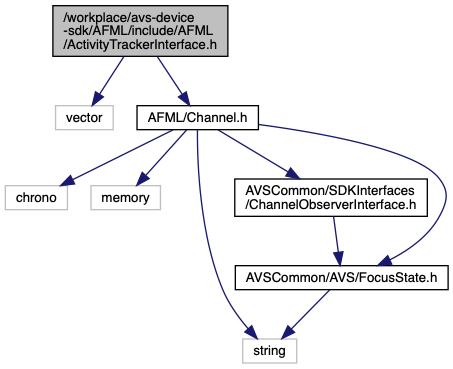 /workplace/avs-device
-sdk/AFML/include/AFML
/ActivityTrackerInterface.h
vector
AFML/Channel.h
chrono
memory
AVSCommon/SDKInterfaces
/ChannelObserverInterface.h
AVSCommon/AVS/FocusState.h
string